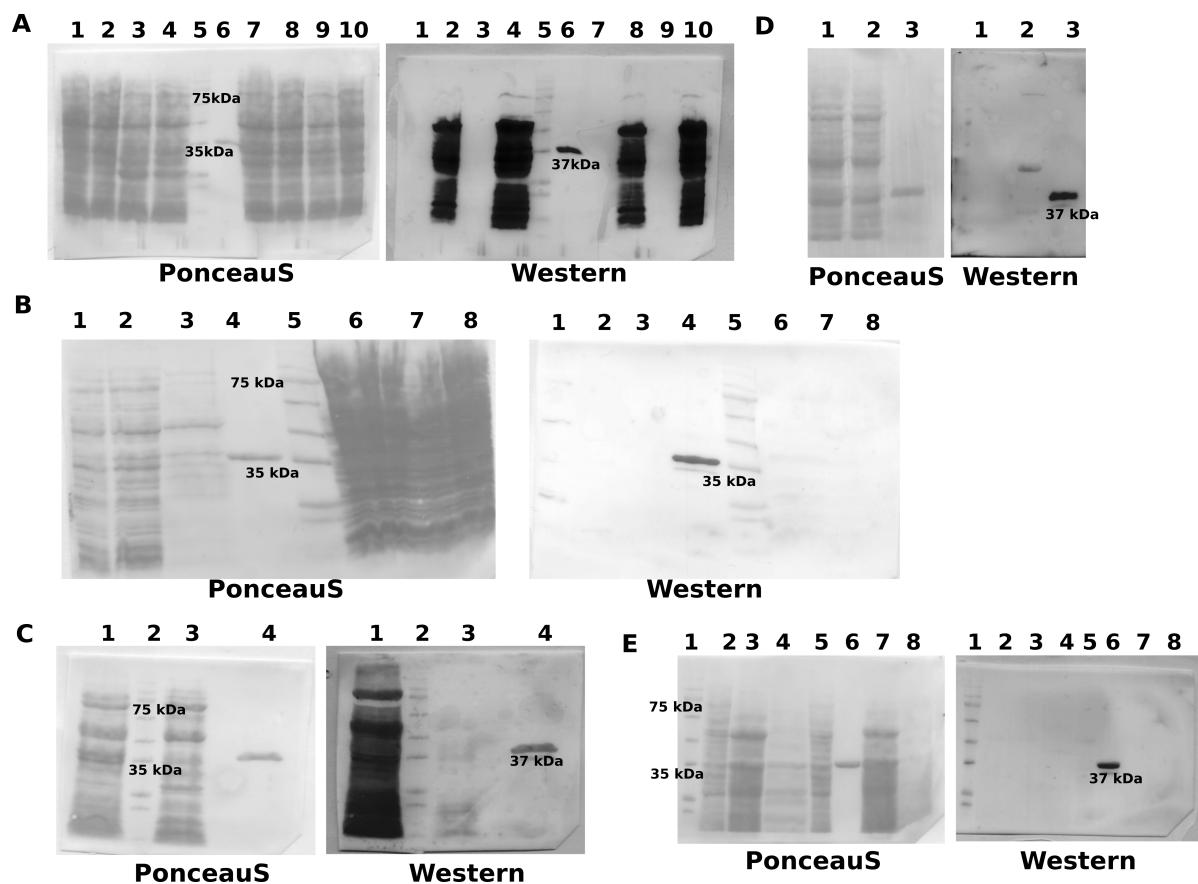 A
1 2 3 4 5 6 7 8 9 10
75kDa
35kDa
PonceauS
1 2 3 4 5 6 7 8 9 10
37kDa
Western
D
1 2 3
PonceauS
1 2 3
37 kDa
Western
B
1 2 3 4 5 6 7 8
75 kDa
35 kDa
PonceauS
1 2 3 4 5 6 7 8
35 kDa
Western
C
1 2 3 4
75 kDa
35 kDa
PonceauS
1 2 3 4
37 kDa
Western
E
1 2 3 4 5 6 7 8
75 kDa
35 kDa
PonceauS
1 2 3 4 5 6 7 8
37 kDa
Western